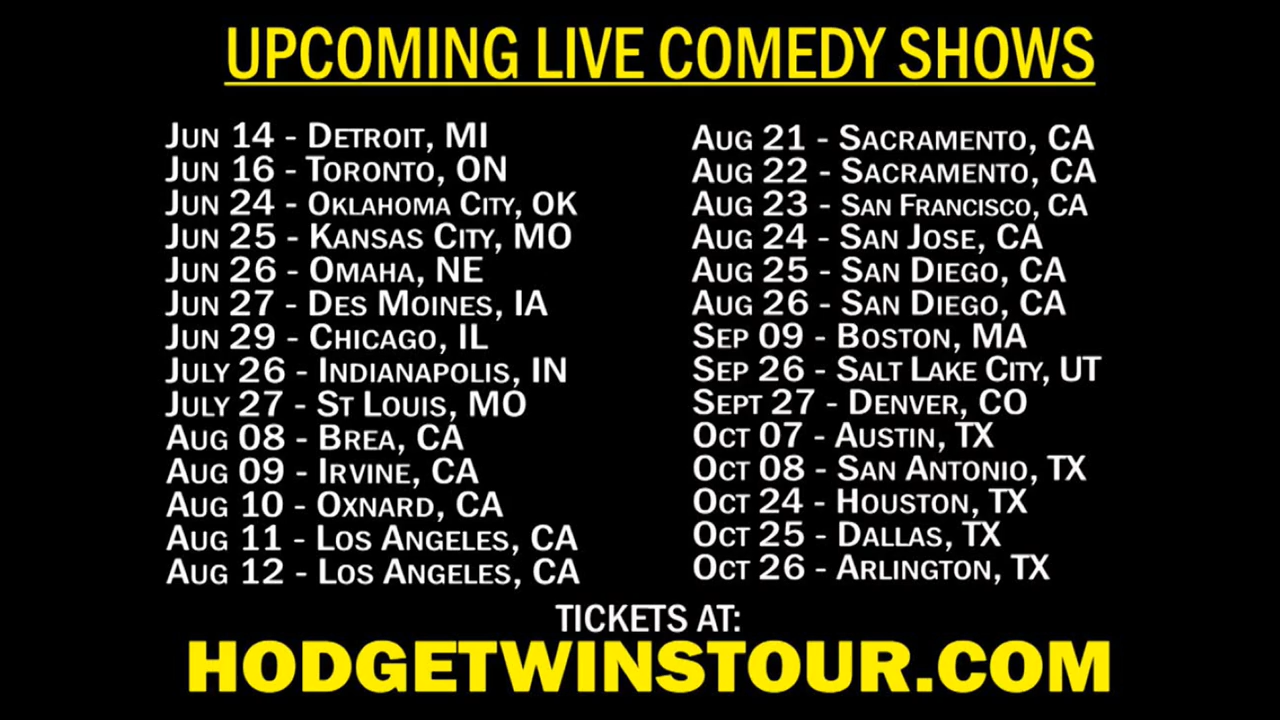 UPCOMING LIVE COMEDY SHOWS
JUN 14 - DETROIT, MI
JUN 16 - TORONTO, ON
JUN 24 - OKLAHOMA CITY, OK
JUN 25 - KANSAS CITY, MO
JUN 26 - OMAHA, NE
JUN 27 - DES MOINES, IA
JUN 29 - CHICAGO, IL
JULY 26 - INDIANAPOLIS, IN
JULY 27 - ST LOUIS, MO
AUG 08 - BREA, CA
AUG 09 - IRVINE, CA
AUG 10 - OXNARD, CA
AUG 11 - LOS ANGELES, CA
AUG 12 - LOS ANGELES, CA
AUG 21 - SACRAMENTO, CA
AUG 22 - SACRAMENTO, CA
AUG 23 - SAN FRANCISCO, CA
AUG 24 - SAN JOSE, CA
AUG 25 - SAN DIEGO, CA
AUG 26 - SAN DIEGO, CA
SEP 09 - BOSTON, MA
SEP 26 - SALT LAKE CITY, UT
SEPT 27 - DENVER, CO
OCT 07 - AUSTIN, TX
OCT 08 - SAN ANTONIO, TX
OCT 24 - HOUSTON, TX
OCT 25 - DALLAS, TX
OCT 26 - ARLINGTON, TX
TICKETS AT:
HODGETWINSTOUR.COM